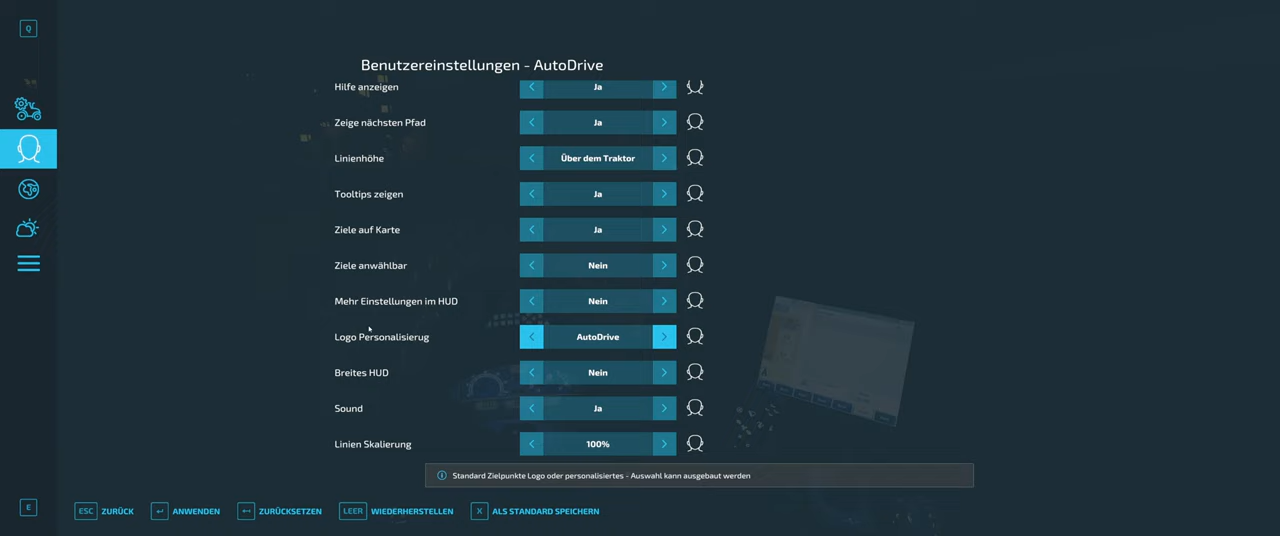 Q
Benutzereinstellungen - AutoDrive
Hilfe anzeigen Ja
Zeige nächsten Pfad Ja
Linienhöhe Über dem Traktor
Tooltips zeigen Ja
Ziele auf Karte Ja
Ziele anwählbar Nein
Mehr Einstellungen im HUD Nein
Logo Personalisierug AutoDrive
Breites HUD Nein
Sound Ja
Linien Skalierung 100%
Standard Zielpunkte Logo oder personalisiertes - Auswahl kann ausgebaut werden
E ESC ZURÜCK ANWENDEN ZURÜCKSETZEN LEER WIEDERHERSTELLEN X ALS STANDARD SPEICHERN